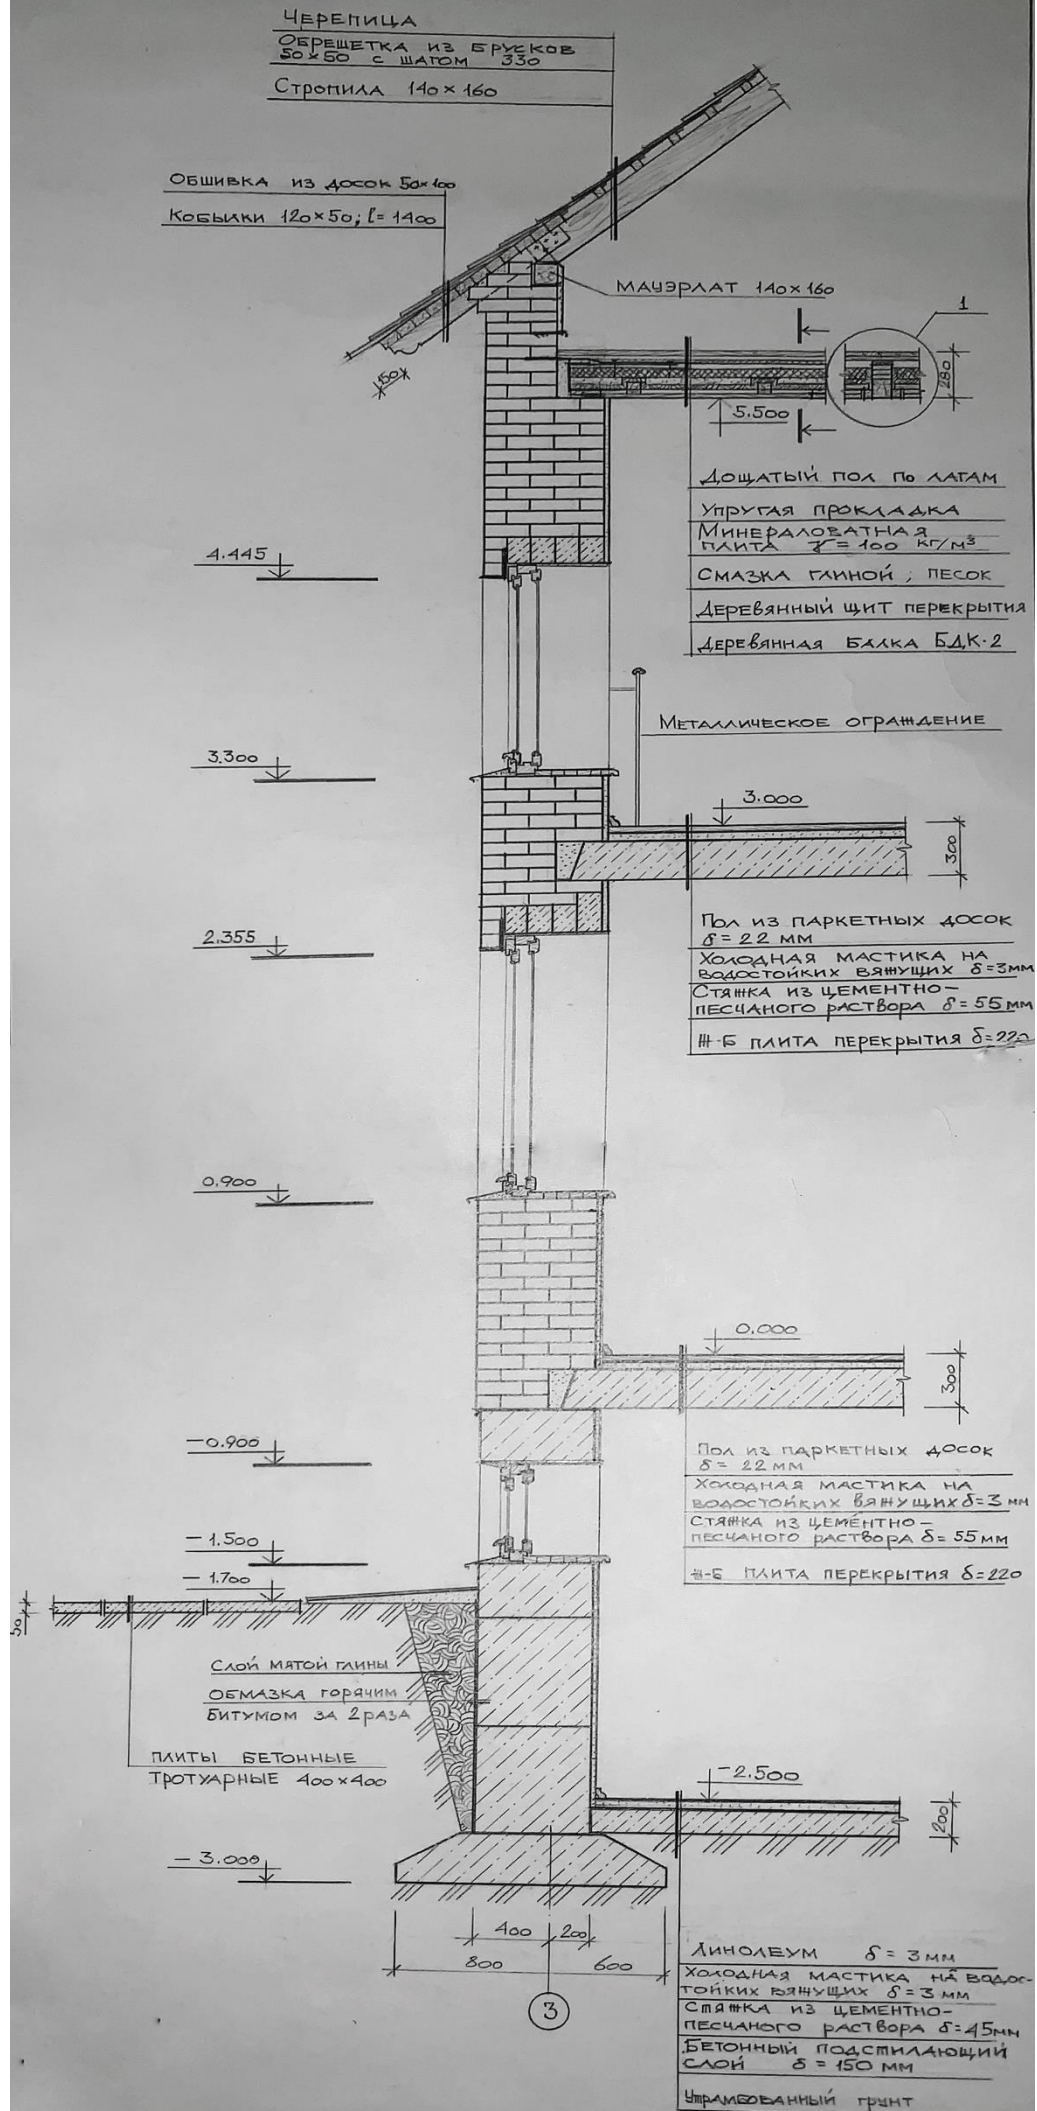 ЧЕРЕПИЦА
ОБРЕШЕТКА ИЗ БРУСКОВ
50×50 С ШАГОМ 330
СТРОПИЛА 140×160
ОБШИВКА ИЗ ДОСОК 50×100
КОБЫЛКИ 120×50; ℓ=1400
МАУЭРЛАТ 140×160
1
150
280
5.500
ДОЩАТЫЙ ПОЛ ПО ЛАГАМ
УПРУГАЯ ПРОКЛАДКА
МИНЕРАЛОВАТНАЯ
ПЛИТА γ=100 КГ/М³
СМАЗКА ГЛИНОЙ; ПЕСОК
ДЕРЕВЯННЫЙ ЩИТ ПЕРЕКРЫТИЯ
ДЕРЕВЯННАЯ БАЛКА БДК-2
4.445
МЕТАЛЛИЧЕСКОЕ ОГРАЖДЕНИЕ
3.300
3.000
300
2.355
ПОЛ ИЗ ПАРКЕТНЫХ ДОСОК
δ=22 ММ
ХОЛОДНАЯ МАСТИКА НА
ВОДОСТОЙКИХ ВЯЖУЩИХ δ=3ММ
СТЯЖКА ИЗ ЦЕМЕНТНО-
ПЕСЧАНОГО РАСТВОРА δ=55ММ
Ж-Б ПЛИТА ПЕРЕКРЫТИЯ δ=220
0.900
0.000
300
-0.900
ПОЛ ИЗ ПАРКЕТНЫХ ДОСОК
δ=22 ММ
ХОЛОДНАЯ МАСТИКА НА
ВОДОСТОЙКИХ ВЯЖУЩИХ δ=3 ММ
СТЯЖКА ИЗ ЦЕМЕНТНО-
ПЕСЧАНОГО РАСТВОРА δ=55 ММ
Ж-Б ПЛИТА ПЕРЕКРЫТИЯ δ=220
-1.500
-1.700
50
СЛОЙ МЯТОЙ ГЛИНЫ
ОБМАЗКА ГОРЯЧИМ
БИТУМОМ ЗА 2 РАЗА
ПЛИТЫ БЕТОННЫЕ
ТРОТУАРНЫЕ 400×400
-2.500
200
-3.000
400 200
800 600
3
ЛИНОЛЕУМ δ=3 ММ
ХОЛОДНАЯ МАСТИКА НА ВОДОС-
ТОЙКИХ ВЯЖУЩИХ δ=3 ММ
СТЯЖКА ИЗ ЦЕМЕНТНО-
ПЕСЧАНОГО РАСТВОРА δ=45ММ
БЕТОННЫЙ ПОДСТИЛАЮЩИЙ
СЛОЙ δ=150 ММ
УТРАМБОВАННЫЙ ГРУНТ